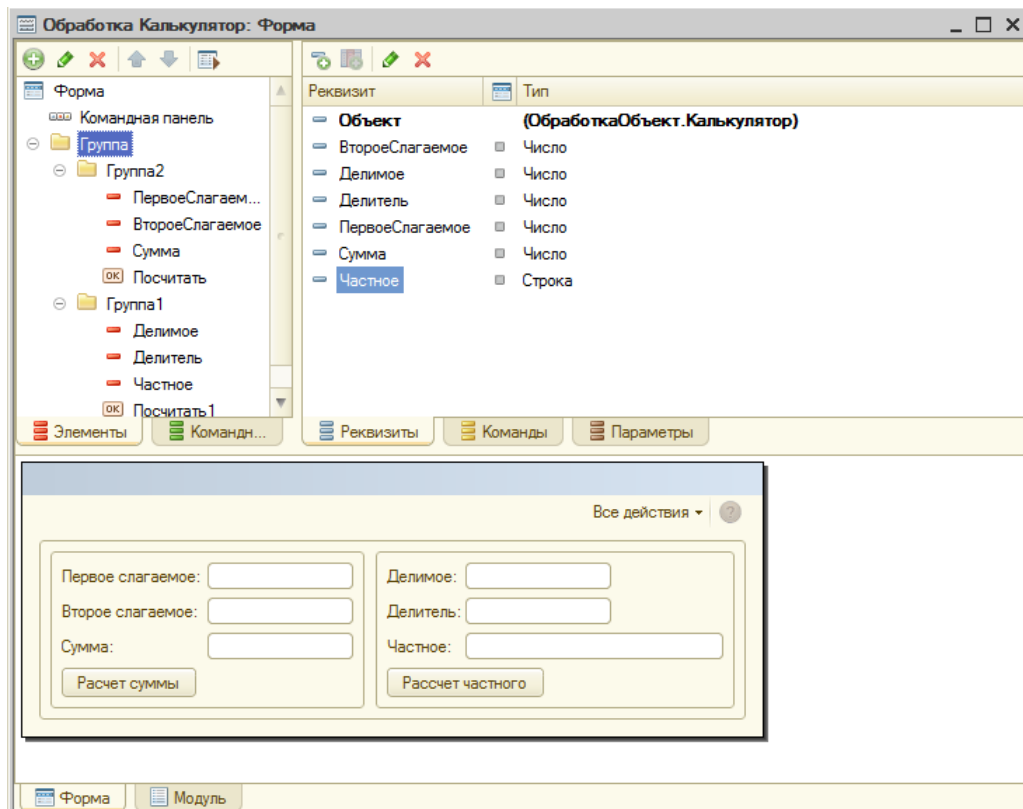 Обработка Калькулятор: Форма
Форма
Командная панель
Группа
Группа2
ПервоеСлагаем...
ВтороеСлагаемое
Сумма
OK Посчитать
Группа1
Делимое
Делитель
Частное
OK Посчитать1
Элементы Командн...
Реквизит Тип
Объект (ОбработкаОбъект.Калькулятор)
ВтороеСлагаемое Число
Делимое Число
Делитель Число
ПервоеСлагаемое Число
Сумма Число
Частное Строка
Реквизиты Команды Параметры
Все действия ?
Первое слагаемое:
Второе слагаемое:
Сумма:
Расчет суммы
Делимое:
Делитель:
Частное:
Рассчет частного
Форма Модуль